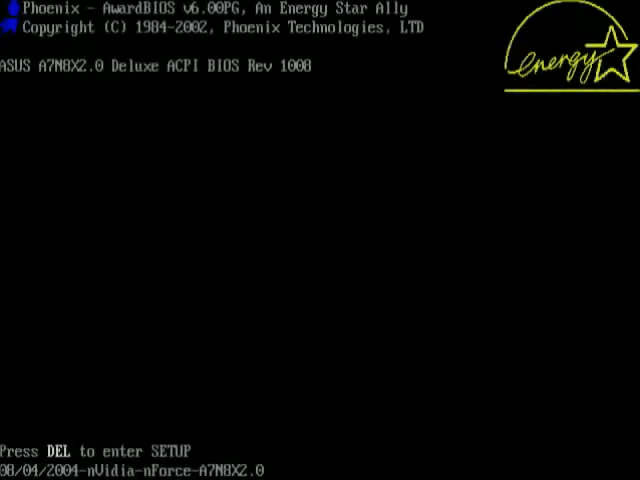 Phoenix - AwardBIOS v6.00PG, An Energy Star Ally
Copyright (C) 1984-2002, Phoenix Technologies, LTD
energy
ASUS A7N8X2.0 Deluxe ACPI BIOS Rev 1008
Press DEL to enter SETUP
08/04/2004-nVidia-nForce-A7N8X2.0